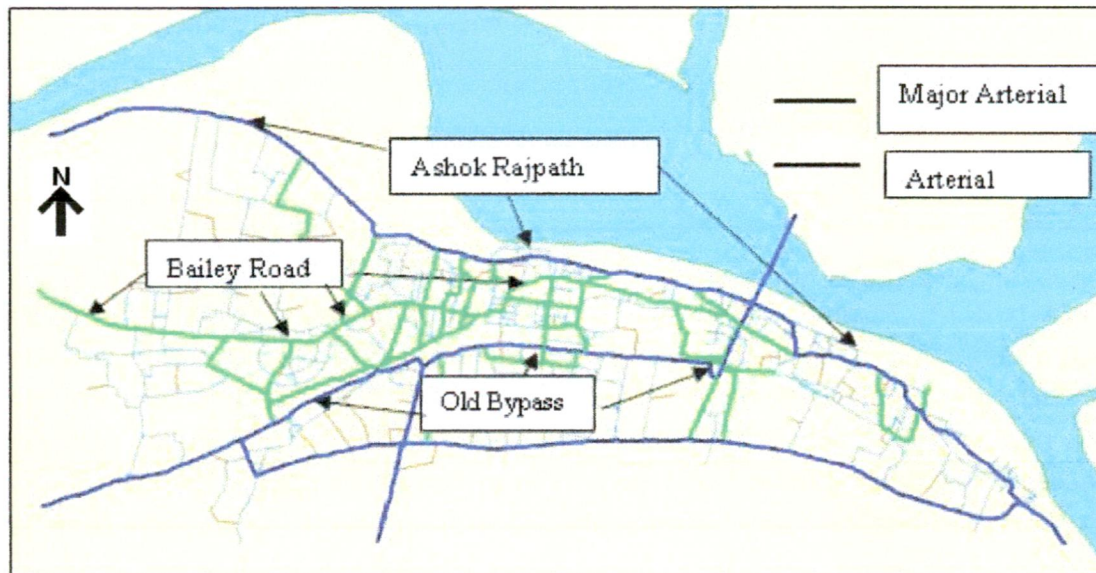 Major Arterial
Ashok Rajpath
Arterial
N
Bailey Road
Old Bypass